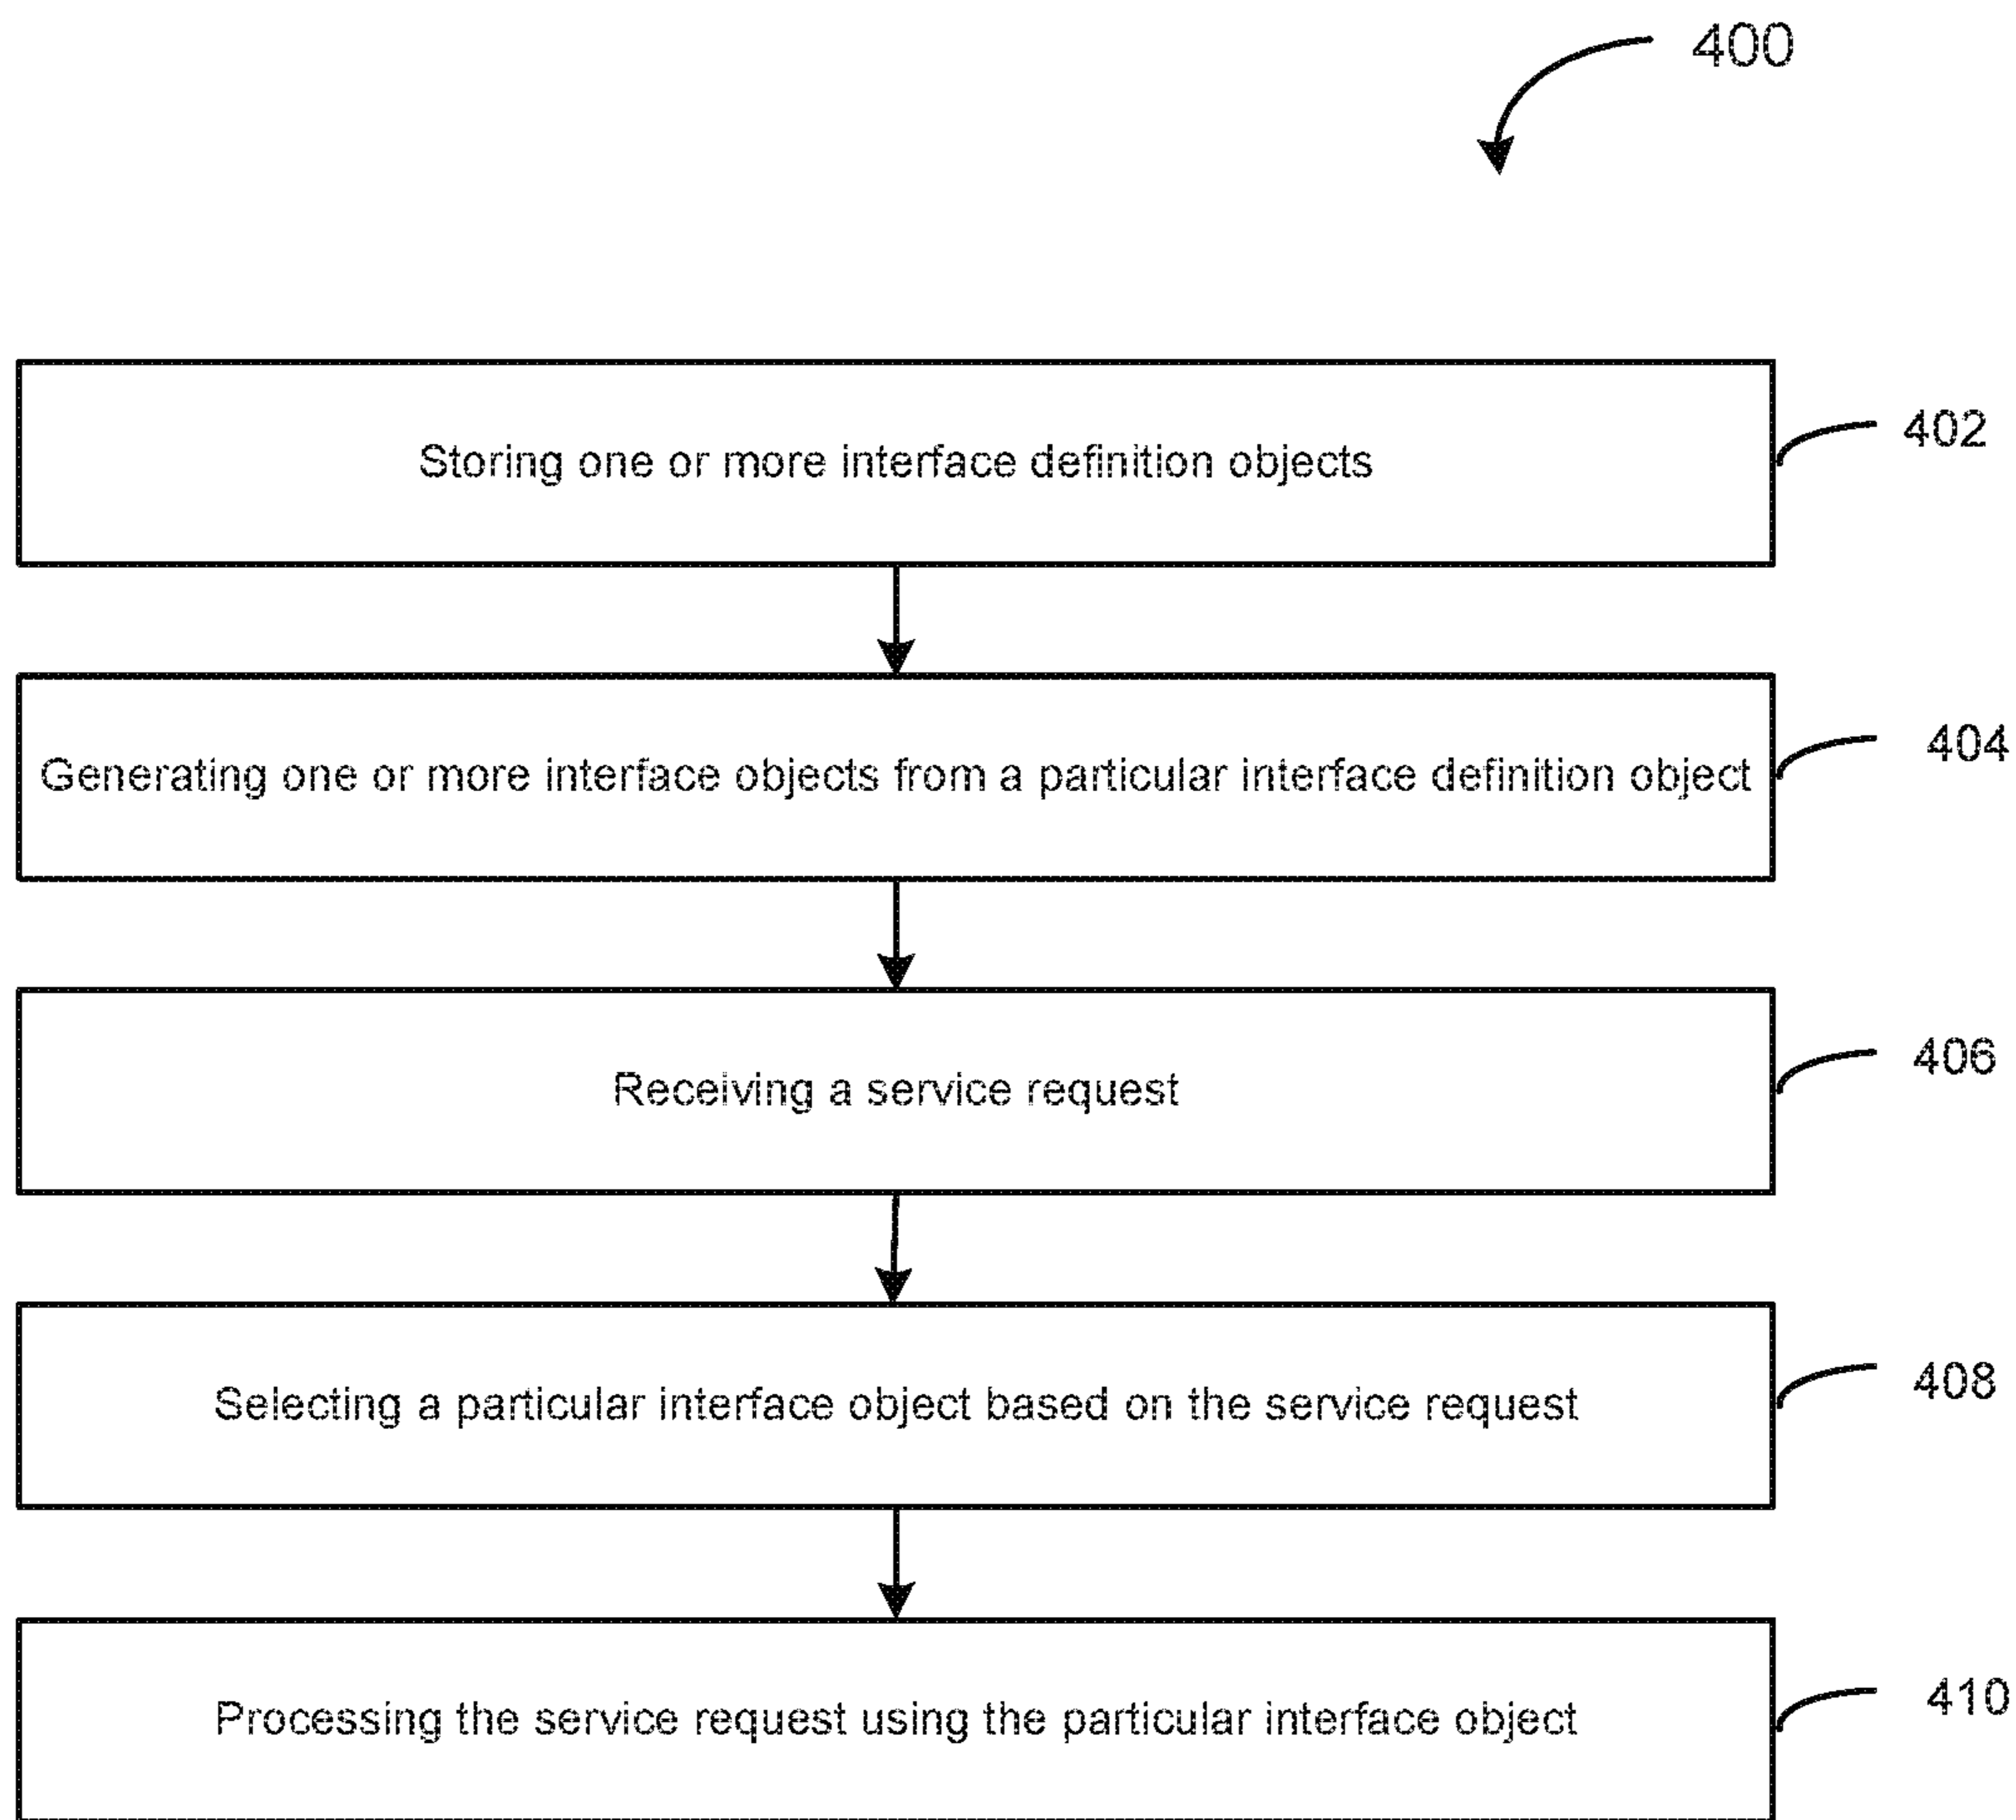 400
Storing one or more interface definition objects
402
Generating one or more interface objects from a particular interface definition object
404
Receiving a service request
406
Selecting a particular interface object based on the service request
408
Processing the service request using the particular interface object
410